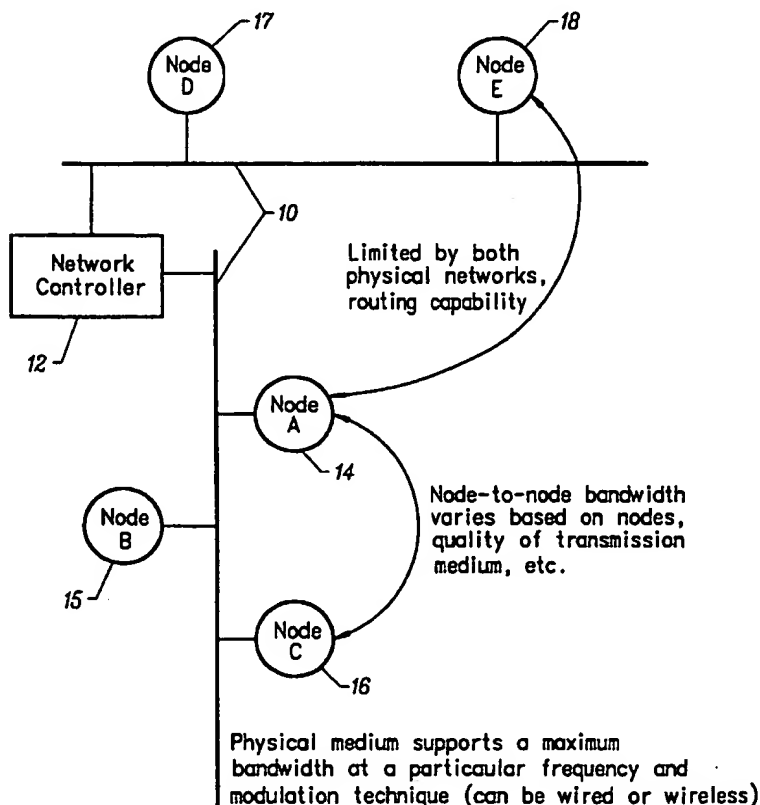 17
18
Node
D
Node
E
10
Network
Controller
12
Limited by both
physical networks,
routing capability
Node
A
14
Node-to-node bandwidth
varies based on nodes,
quality of transmission
medium, etc.
Node
B
15
Node
C
16
Physical medium supports a maximum
bandwidth at a particaular frequency and
modulation technique (can be wired or wireless)